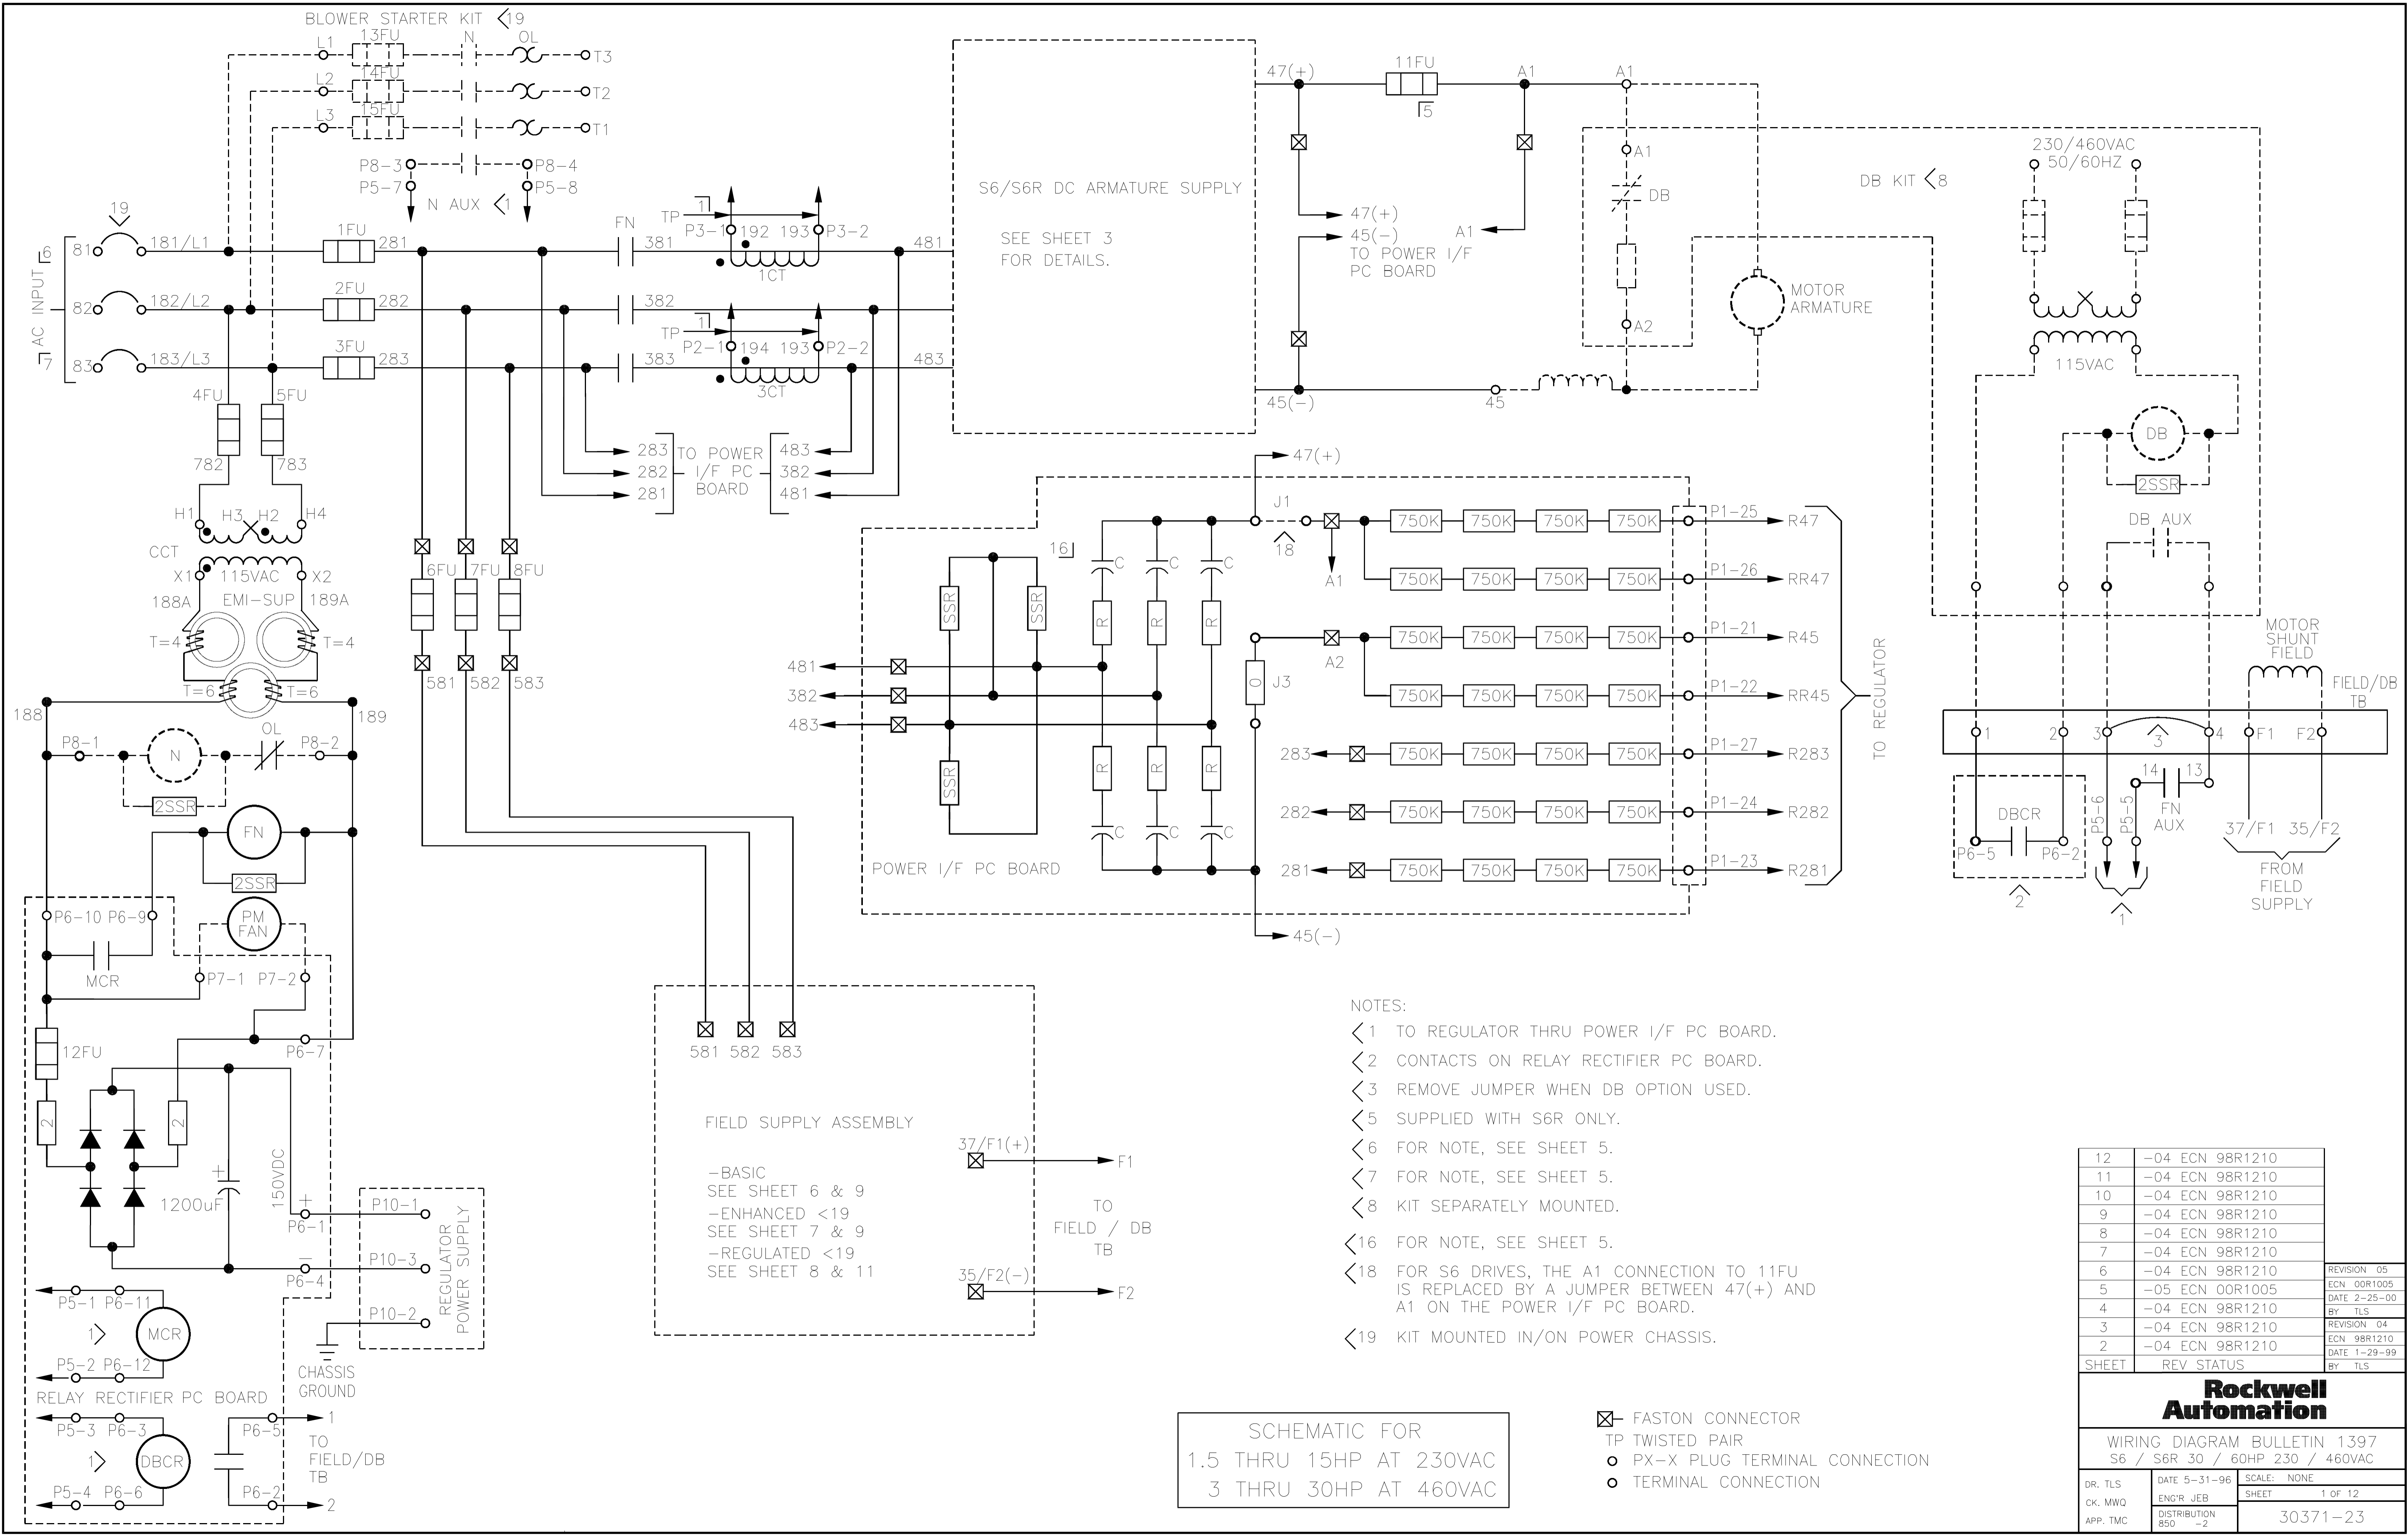 BLOWER STARTER KIT <19
L1
13FU
N
OL
T3
L2
14FU
T2
L3
15FU
T1
P8-3
P8-4
P5-7
P5-8
N AUX <1
19
AC INPUT
6
7
81
181/L1
82
182/L2
83
183/L3
1FU
281
2FU
282
3FU
283
FN
381
382
383
TP
1
P3-1
192
193
P3-2
1CT
481
TP
1
P2-1
194
193
P2-2
3CT
483
S6/S6R DC ARMATURE SUPPLY
SEE SHEET 3
FOR DETAILS.
47(+)
11FU
5
A1
A1
47(+)
45(-)
TO POWER I/F
PC BOARD
A1
45(-)
45
A1
DB
A2
MOTOR
ARMATURE
DB KIT <8
230/460VAC
50/60HZ
115VAC
DB
2SSR
DB AUX
4FU
5FU
782
783
H1
H3
H2
H4
CCT
X1
115VAC
X2
188A
EMI-SUP
189A
T=4
T=4
T=6
T=6
188
189
283
282
281
TO POWER
I/F PC
BOARD
483
382
481
6FU
7FU
8FU
581
582
583
P8-1
N
OL
P8-2
2SSR
FN
2SSR
P6-10
P6-9
PM
FAN
MCR
P7-1
P7-2
12FU
P6-7
2
2
+
1200uF
150VDC
+
P6-1
-
P6-4
P10-1
P10-3
P10-2
REGULATOR
POWER SUPPLY
CHASSIS
GROUND
P5-1
P6-11
1>
MCR
P5-2
P6-12
RELAY RECTIFIER PC BOARD
P5-3
P6-3
1>
DBCR
P5-4
P6-6
P6-5
1
TO
FIELD/DB
TB
P6-2
2
47(+)
J1
18
16
A1
C
C
C
SSR
SSR
R
R
R
481
382
483
SSR
R
R
R
C
C
C
A2
0
J3
POWER I/F PC BOARD
45(-)
750K 750K 750K 750K P1-25 R47
750K 750K 750K 750K P1-26 RR47
750K 750K 750K 750K P1-21 R45
750K 750K 750K 750K P1-22 RR45
283 750K 750K 750K 750K P1-27 R283
282 750K 750K 750K 750K P1-24 R282
281 750K 750K 750K 750K P1-23 R281
TO REGULATOR
MOTOR
SHUNT
FIELD
FIELD/DB
TB
1
2
3
3
4
F1
F2
DBCR
P6-5
P6-2
2
P5-6
P5-5
14
13
FN
AUX
1
37/F1
35/F2
FROM
FIELD
SUPPLY
581
582
583
FIELD SUPPLY ASSEMBLY
-BASIC
SEE SHEET 6 & 9
-ENHANCED <19
SEE SHEET 7 & 9
-REGULATED <19
SEE SHEET 8 & 11
37/F1(+)
F1
TO
FIELD / DB
TB
35/F2(-)
F2
NOTES:
<1 TO REGULATOR THRU POWER I/F PC BOARD.
<2 CONTACTS ON RELAY RECTIFIER PC BOARD.
<3 REMOVE JUMPER WHEN DB OPTION USED.
<5 SUPPLIED WITH S6R ONLY.
<6 FOR NOTE, SEE SHEET 5.
<7 FOR NOTE, SEE SHEET 5.
<8 KIT SEPARATELY MOUNTED.
<16 FOR NOTE, SEE SHEET 5.
<18 FOR S6 DRIVES, THE A1 CONNECTION TO 11FU
IS REPLACED BY A JUMPER BETWEEN 47(+) AND
A1 ON THE POWER I/F PC BOARD.
<19 KIT MOUNTED IN/ON POWER CHASSIS.
SCHEMATIC FOR
1.5 THRU 15HP AT 230VAC
3 THRU 30HP AT 460VAC
FASTON CONNECTOR
TP TWISTED PAIR
PX-X PLUG TERMINAL CONNECTION
TERMINAL CONNECTION
12 -04 ECN 98R1210
11 -04 ECN 98R1210
10 -04 ECN 98R1210
9 -04 ECN 98R1210
8 -04 ECN 98R1210
7 -04 ECN 98R1210
6 -04 ECN 98R1210
5 -05 ECN 00R1005
4 -04 ECN 98R1210
3 -04 ECN 98R1210
2 -04 ECN 98R1210
SHEET REV STATUS
REVISION 05
ECN 00R1005
DATE 2-25-00
BY TLS
REVISION 04
ECN 98R1210
DATE 1-29-99
BY TLS
Rockwell
Automation
WIRING DIAGRAM BULLETIN 1397
S6 / S6R 30 / 60HP 230 / 460VAC
DR. TLS
CK. MWQ
APP. TMC
DATE 5-31-96
ENG'R JEB
DISTRIBUTION
850 -2
SCALE: NONE
SHEET 1 OF 12
30371-23